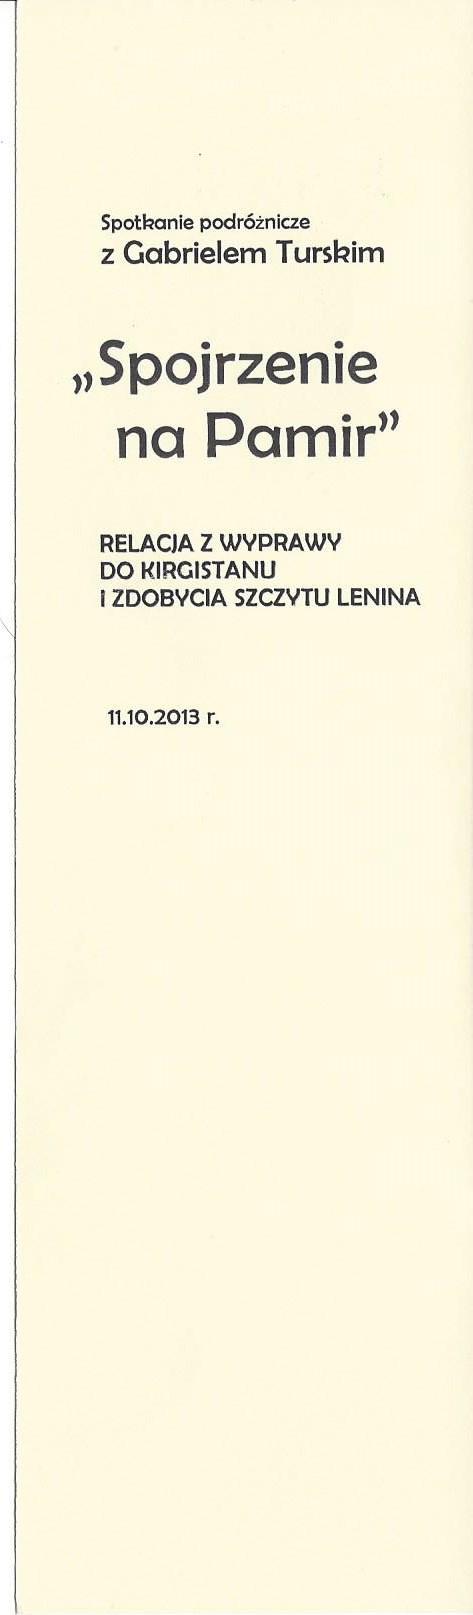 Spotkanie podróżnicze
z Gabrielem Turskim
„Spojrzenie
na Pamir”
RELACJA Z WYPRAWY
DO KIRGISTANU
I ZDOBYCIA SZCZYTU LENINA
11.10.2013 r.